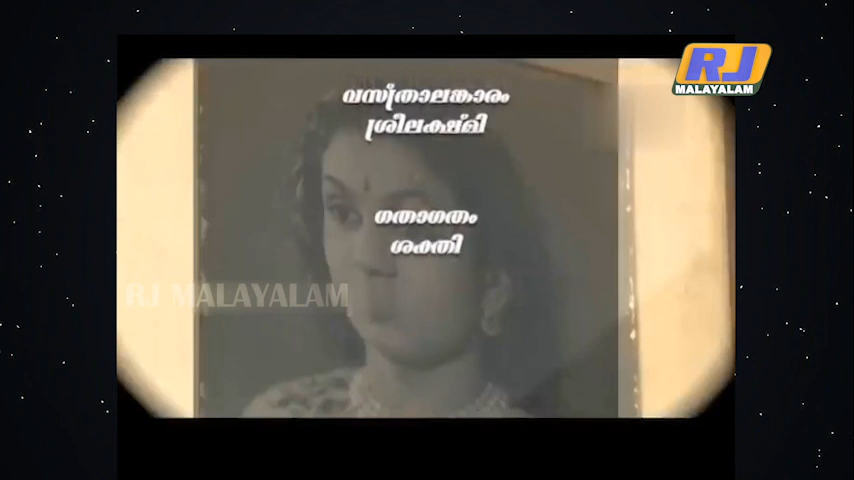 RJ
MALAYALAM
വസ്ത്രാലങ്കാരം
ശ്രീലക്ഷ്മി
ഗതാഗതം
ശക്തി
RJ MALAYALAM